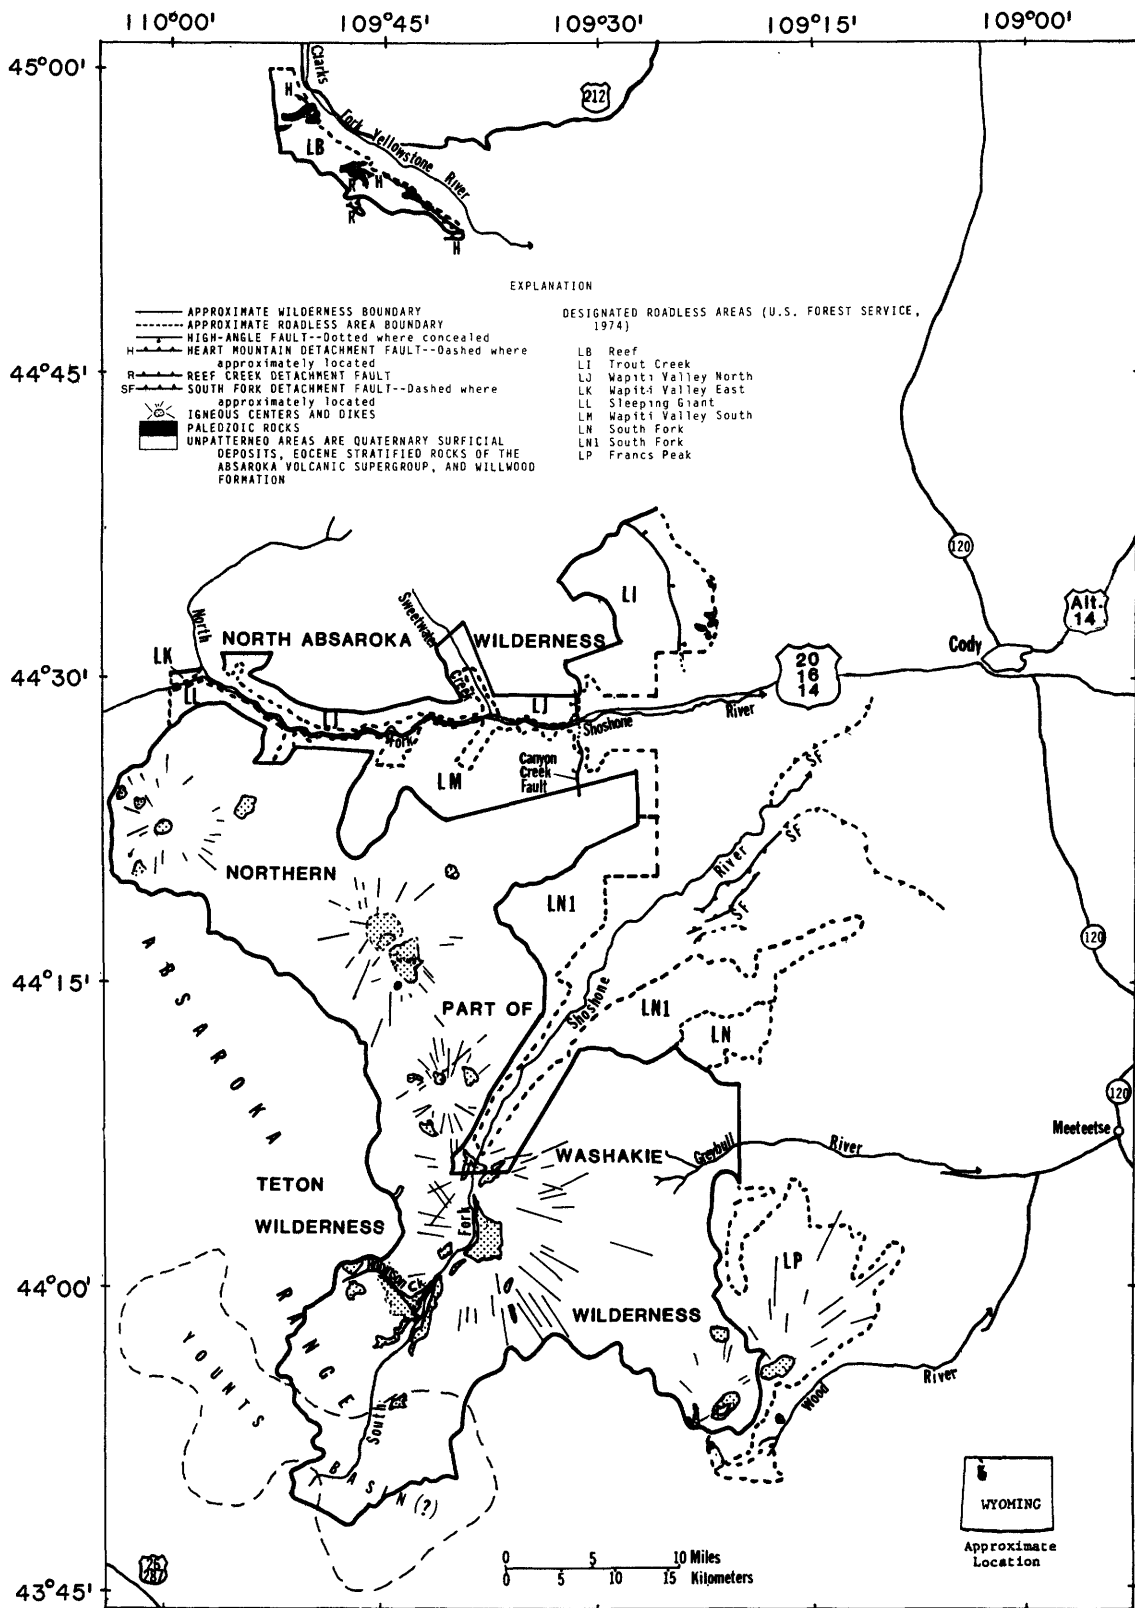 110°00' 109°45' 109°30' 109°15' 109°00'
45°00'
44°45'
44°30'
44°15'
44°00'
43°45'
Clarks
Fork Yellowstone River
212
H
LB
R
H
R
H
EXPLANATION
APPROXIMATE WILDERNESS BOUNDARY
APPROXIMATE ROADLESS AREA BOUNDARY
HIGH-ANGLE FAULT--Dotted where concealed
H HEART MOUNTAIN DETACHMENT FAULT--Dashed where
approximately located
R REEF CREEK DETACHMENT FAULT
SF SOUTH FORK DETACHMENT FAULT--Dashed where
approximately located
IGNEOUS CENTERS AND DIKES
PALEOZOIC ROCKS
UNPATTERNED AREAS ARE QUATERNARY SURFICIAL
DEPOSITS, EOCENE STRATIFIED ROCKS OF THE
ABSAROKA VOLCANIC SUPERGROUP, AND WILLWOOD
FORMATION
DESIGNATED ROADLESS AREAS (U.S. FOREST SERVICE,
1974)
LB Reef
LI Trout Creek
LJ Wapiti Valley North
LK Wapiti Valley East
LL Sleeping Giant
LM Wapiti Valley South
LN South Fork
LN1 South Fork
LP Francs Peak
120
Alt.
14
Cody
20
16
14
LI
Sweetwater
Creek
North
NORTH ABSAROKA WILDERNESS
LK
LL
LJ
LJ
Fork
Shoshone
River
LM
Canyon
Creek
Fault
SF
River
SF
SF
NORTHERN
LN1
120
ABSAROKA
PART OF
Shoshone
LN1
LN
120
Meeteetse
WASHAKIE
Greybull
River
TETON
WILDERNESS
Fork
LP
WILDERNESS
RANGE
YOUNTS
South
BASIN (?)
Wood
River
WYOMING
Approximate
Location
26
287
0 5 10 Miles
0 5 10 15 Kilometers